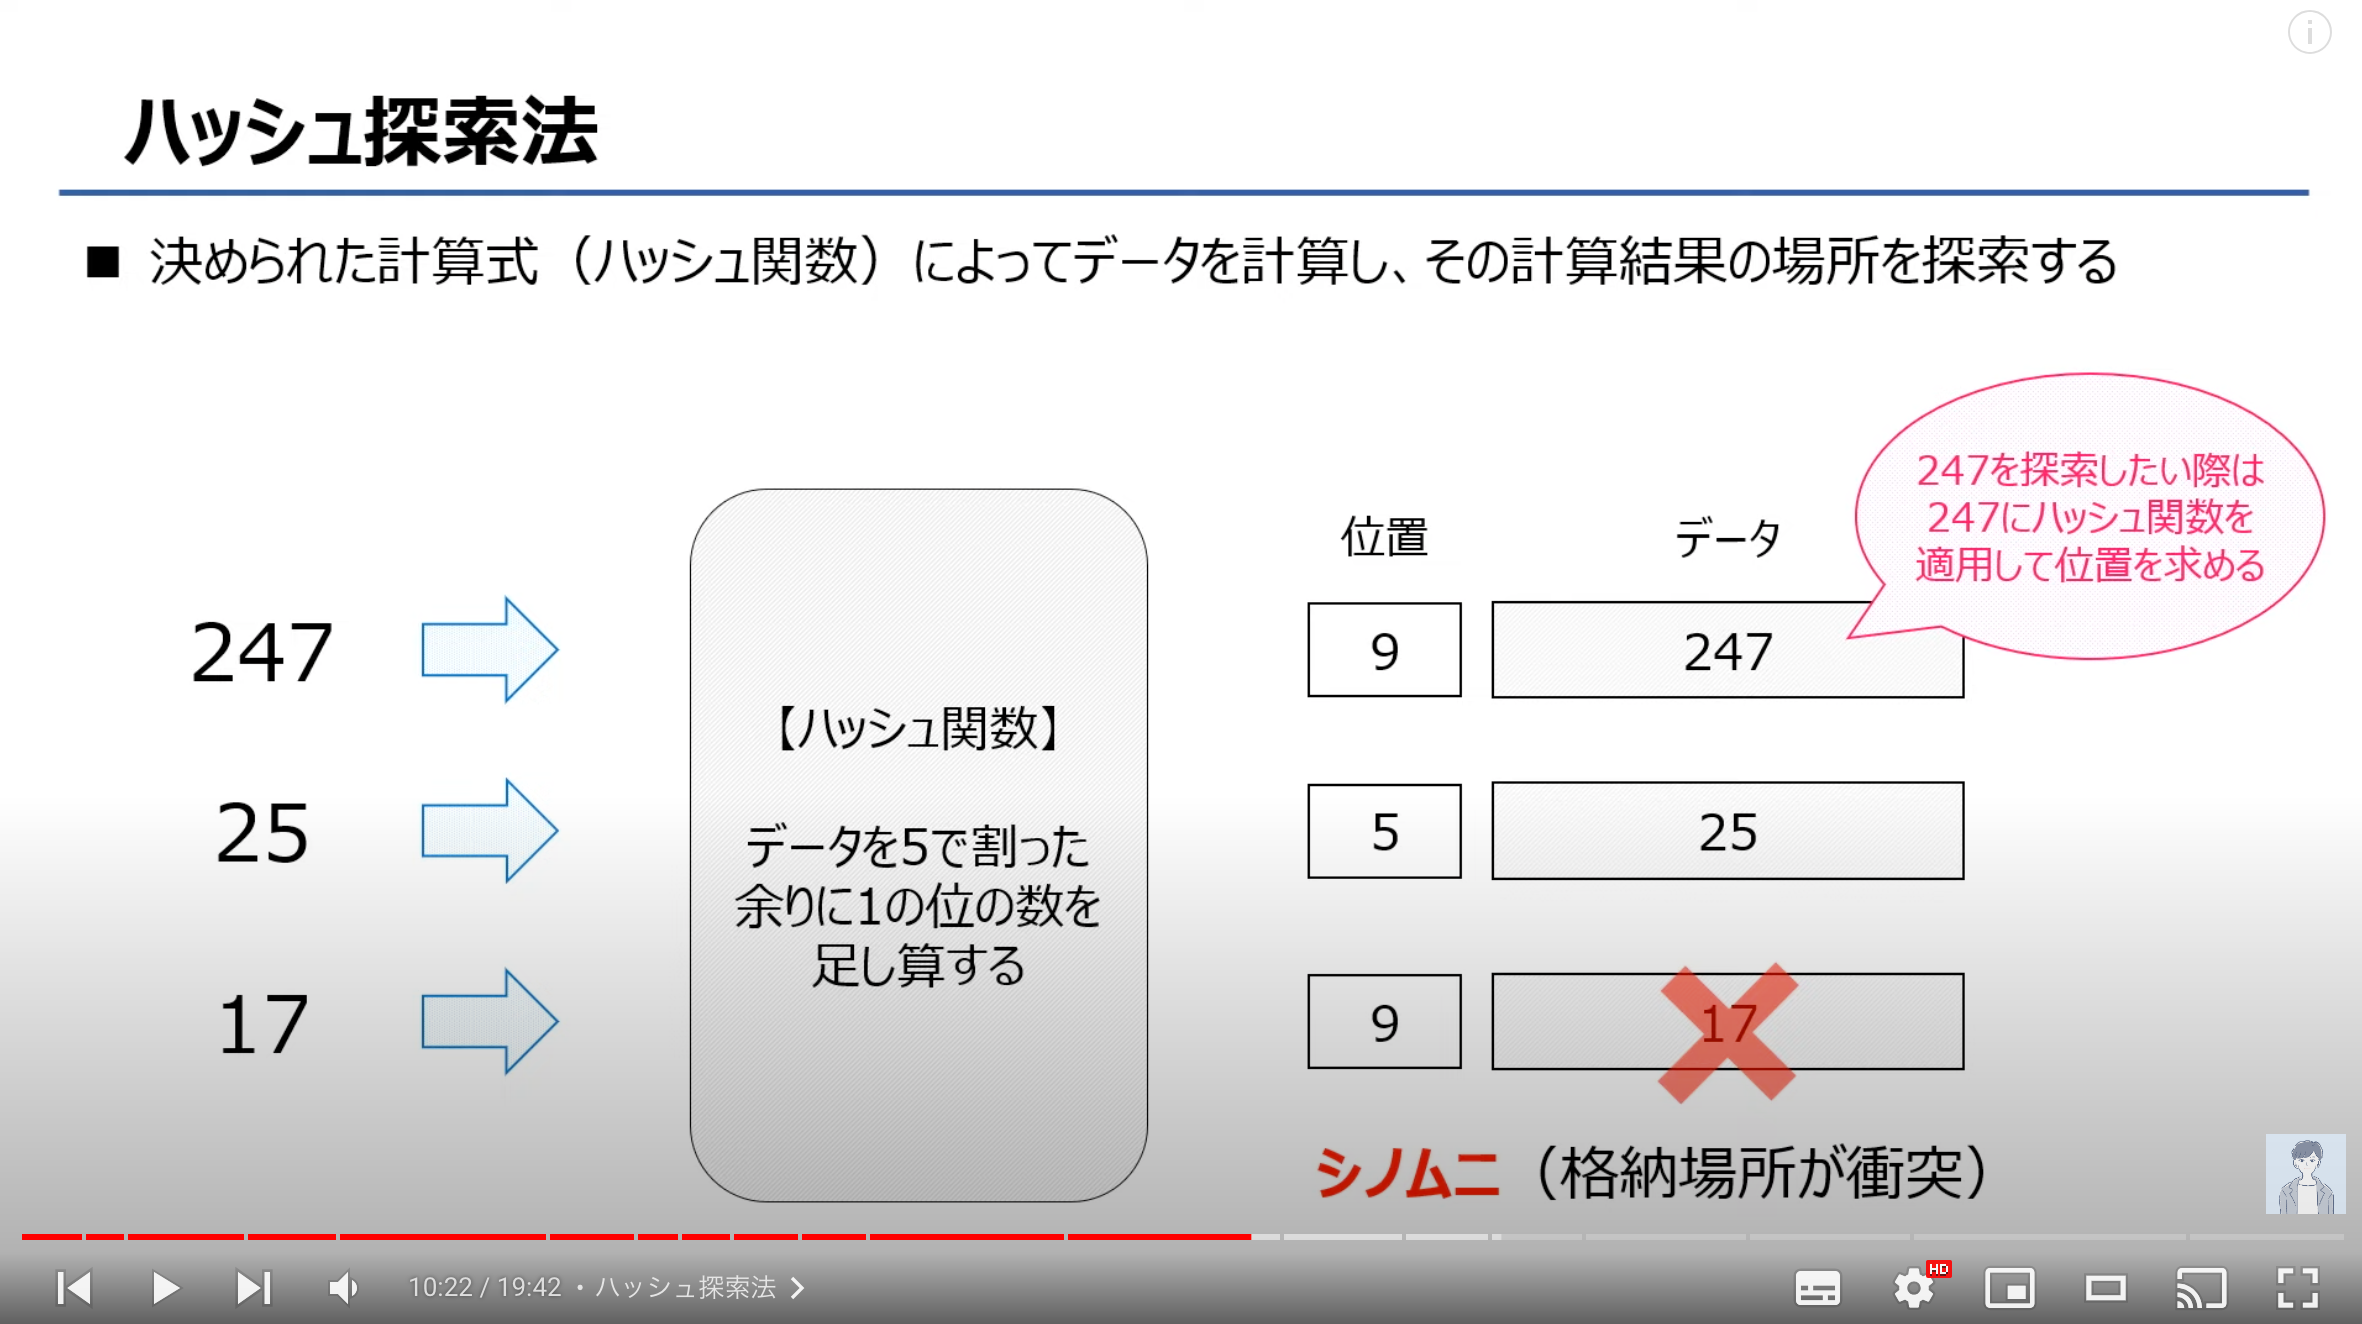 ハッシュ探索法
■ 決められた計算式（ハッシュ関数）によってデータを計算し、その計算結果の場所を探索する
247を探索したい際は
247にハッシュ関数を
適用して位置を求める
位置 データ
247 9 247
【ハッシュ関数】
25 5 25
データを5で割った
余りに1の位の数を
足し算する
17 9 17
シノムニ（格納場所が衝突）
10:22 / 19:42 ・ ハッシュ探索法
HD